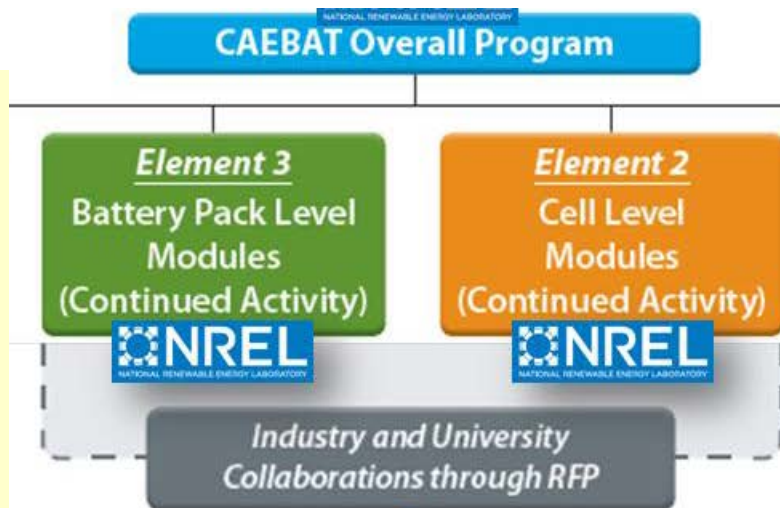 NATIONAL RENEWABLE ENERGY LABORATORY
CAEBAT Overall Program
Element 3
Battery Pack Level
Modules
(Continued Activity)
NREL
NATIONAL RENEWABLE ENERGY LABORATORY
Element 2
Cell Level
Modules
(Continued Activity)
NREL
NATIONAL RENEWABLE ENERGY LABORATORY
Industry and University
Collaborations through RFP